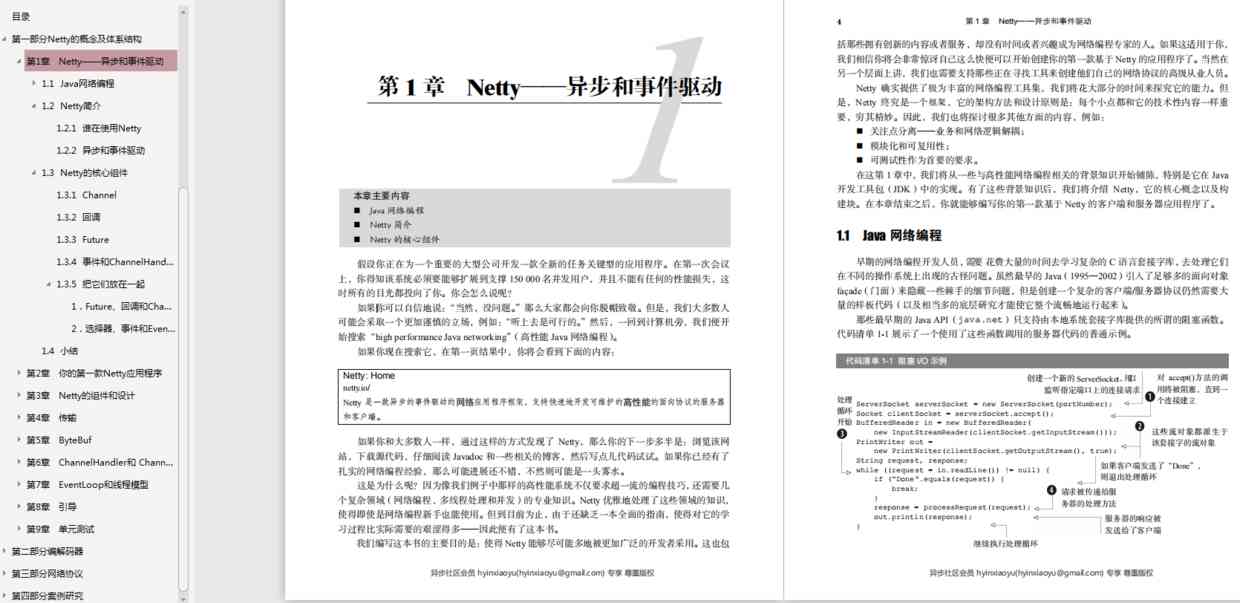 目录
第一部分Netty的概念及体系结构
第1章 Netty——异步和事件驱动
1.1 Java网络编程
1.2 Netty简介
1.2.1 谁在使用Netty
1.2.2 异步和事件驱动
1.3 Netty的核心组件
1.3.1 Channel
1.3.2 回调
1.3.3 Future
1.3.4 事件和ChannelHand...
1.3.5 把它们放在一起
1．Future、回调和Cha...
2．选择器、事件和Even...
1.4 小结
第2章 你的第一款Netty应用程序
第3章 Netty的组件和设计
第4章 传输
第5章 ByteBuf
第6章 ChannelHandler和 Chann...
第7章 EventLoop和线程模型
第8章 引导
第9章 单元测试
第二部分编解码器
第三部分网络协议
第四部分案例研究
1
第 1 章 Netty——异步和事件驱动
本章主要内容
■ Java 网络编程
■ Netty 简介
■ Netty 的核心组件
假设你正在为一个重要的大型公司开发一款全新的任务关键型的应用程序。在第一次会议
上，你得知该系统必须要能够扩展到支撑 150 000 名并发用户，并且不能有任何的性能损失，这
时所有的目光都投向了你。你会怎么说呢？
如果你可以自信地说：“当然，没问题。”那么大家都会向你脱帽致敬。但是，我们大多数人
可能会采取一个更加谨慎的立场，例如：“听上去是可行的。”然后，一回到计算机旁，我们便开
始搜索“high performance Java networking”（高性能 Java 网络编程）。
如果你现在搜索它，在第一页结果中，你将会看到下面的内容：
Netty: Home
netty.io/
Netty 是一款异步的事件驱动的网络应用程序框架，支持快速地开发可维护的高性能的面向协议的服务器
和客户端。
如果你和大多数人一样，通过这样的方式发现了 Netty，那么你的下一步多半是：浏览该网
站，下载源代码，仔细阅读 Javadoc 和一些相关的博客，然后写点儿代码试试。如果你已经有了
扎实的网络编程经验，那么可能进展还不错，不然则可能是一头雾水。
这是为什么呢？因为像我们例子中那样的高性能系统不仅要求超一流的编程技巧，还需要几
个复杂领域（网络编程、多线程处理和并发）的专业知识。Netty 优雅地处理了这些领域的知识，
使得即使是网络编程新手也能使用。但到目前为止，由于还缺乏一本全面的指南，使得对它的学
习过程比实际需要的艰涩得多——因此便有了这本书。
我们编写这本书的主要目的是：使得 Netty 能够尽可能多地被更加广泛的开发者采用。这也包
异步社区会员 hyinxiaoyu(hyinxiaoyu@gmail.com) 专享 尊重版权
4 第 1 章 Netty——异步和事件驱动
括那些拥有创新的内容或者服务，却没有时间或者兴趣成为网络编程专家的人。如果这适用于你，
我们相信你将会非常惊讶自己这么快便可以开始创建你的第一款基于 Netty 的应用程序了。当然在
另一个层面上讲，我们也需要支持那些正在寻找工具来创建他们自己的网络协议的高级从业人员。
Netty 确实提供了极为丰富的网络编程工具集，我们将花大部分的时间来探究它的能力。但
是，Netty 终究是一个框架，它的架构方法和设计原则是：每个小点都和它的技术性内容一样重
要，穷其精妙。因此，我们也将探讨很多其他方面的内容，例如：
■ 关注点分离——业务和网络逻辑解耦；
■ 模块化和可复用性；
■ 可测试性作为首要的要求。
在这第 1 章中，我们将从一些与高性能网络编程相关的背景知识开始铺陈，特别是它在 Java
开发工具包（JDK）中的实现。有了这些背景知识后，我们将介绍 Netty，它的核心概念以及构
建块。在本章结束之后，你就能够编写你的第一款基于 Netty 的客户端和服务器应用程序了。
1.1 Java 网络编程
早期的网络编程开发人员，需要花费大量的时间去学习复杂的 C 语言套接字库，去处理它们
在不同的操作系统上出现的古怪问题。虽然最早的 Java（1995—2002）引入了足够多的面向对象
façade（门面）来隐藏一些棘手的细节问题，但是创建一个复杂的客户端/服务器协议仍然需要大
量的样板代码（以及相当多的底层研究才能使它整个流畅地运行起来）。
那些最早期的 Java API（java.net）只支持由本地系统套接字库提供的所谓的阻塞函数。
代码清单 1-1 展示了一个使用了这些函数调用的服务器代码的普通示例。
代码清单 1-1 阻塞 I/O 示例
创建一个新的 ServerSocket，用以
监听指定端口上的连接请求
对 accept()方法的调
用将被阻塞，直到一
❶ 个连接建立
处理
循环
开始
❸
ServerSocket serverSocket = new ServerSocket(portNumber);
Socket clientSocket = serverSocket.accept();
BufferedReader in = new BufferedReader(
new InputStreamReader(clientSocket.getInputStream()));
PrintWriter out =
new PrintWriter(clientSocket.getOutputStream(), true);
❷ 这些流对象都派生于
该套接字的流对象
String request, response;
while ((request = in.readLine()) != null) {
if ("Done".equals(request)) {
break;
}
如果客户端发送了“Done”，
则退出处理循环
response = processRequest(request);
❹ 请求被传递给服
务器的处理方法
out.println(response);
}
服务器的响应被
发送给了客户端
继续执行处理循环
异步社区会员 hyinxiaoyu(hyinxiaoyu@gmail.com) 专享 尊重版权